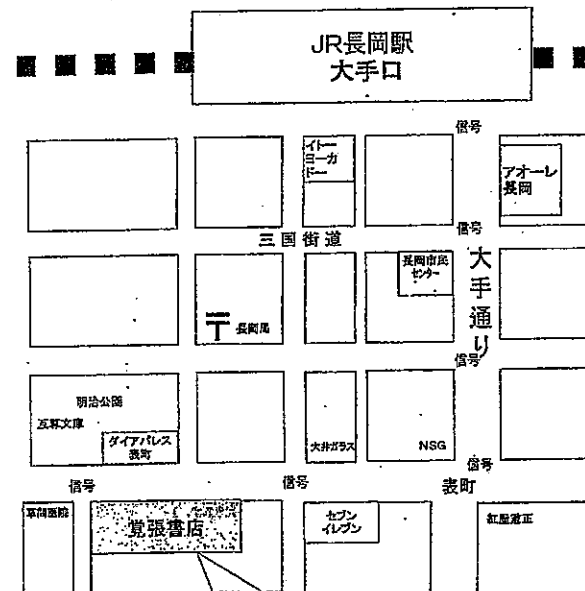 JR長岡駅
大手口
信号
イトー
ヨーカ
ドー
アオーレ
長岡
三国街道
信号
長岡市民
センター
大手通り
〒
長岡局
信号
明治公園
互尊文庫
ダイアパレス
表町
大井ガラス
NSG
信号
信号
信号
表町
覚張書店
セブン
イレブン